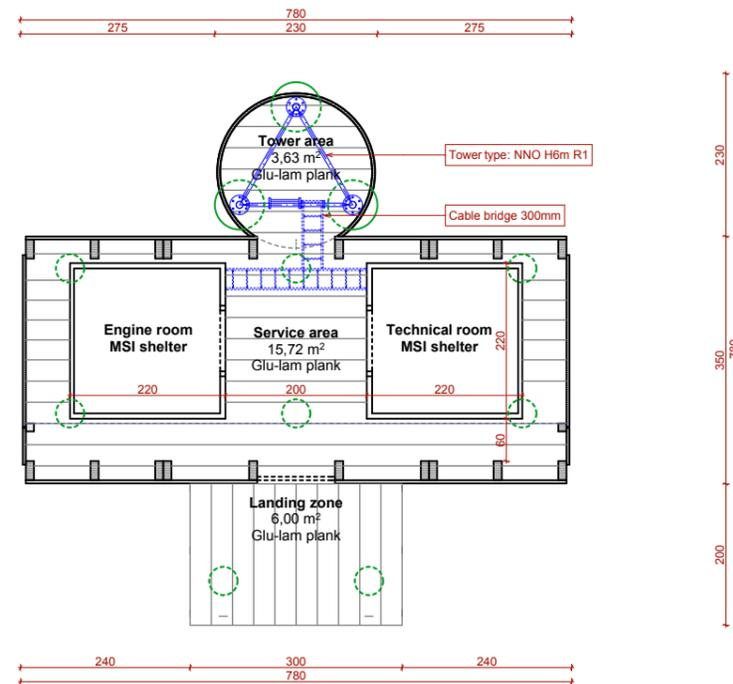 780
275
230
275
Tower area
3,63 m²
Glu-lam plank
Tower type: NNO H6m R1
230
Cable bridge 300mm
Engine room
MSI shelter
Service area
15,72 m²
Glu-lam plank
Technical room
MSI shelter
220
350
780
220
200
220
60
Landing zone
6,00 m²
Glu-lam plank
200
240
300
240
780